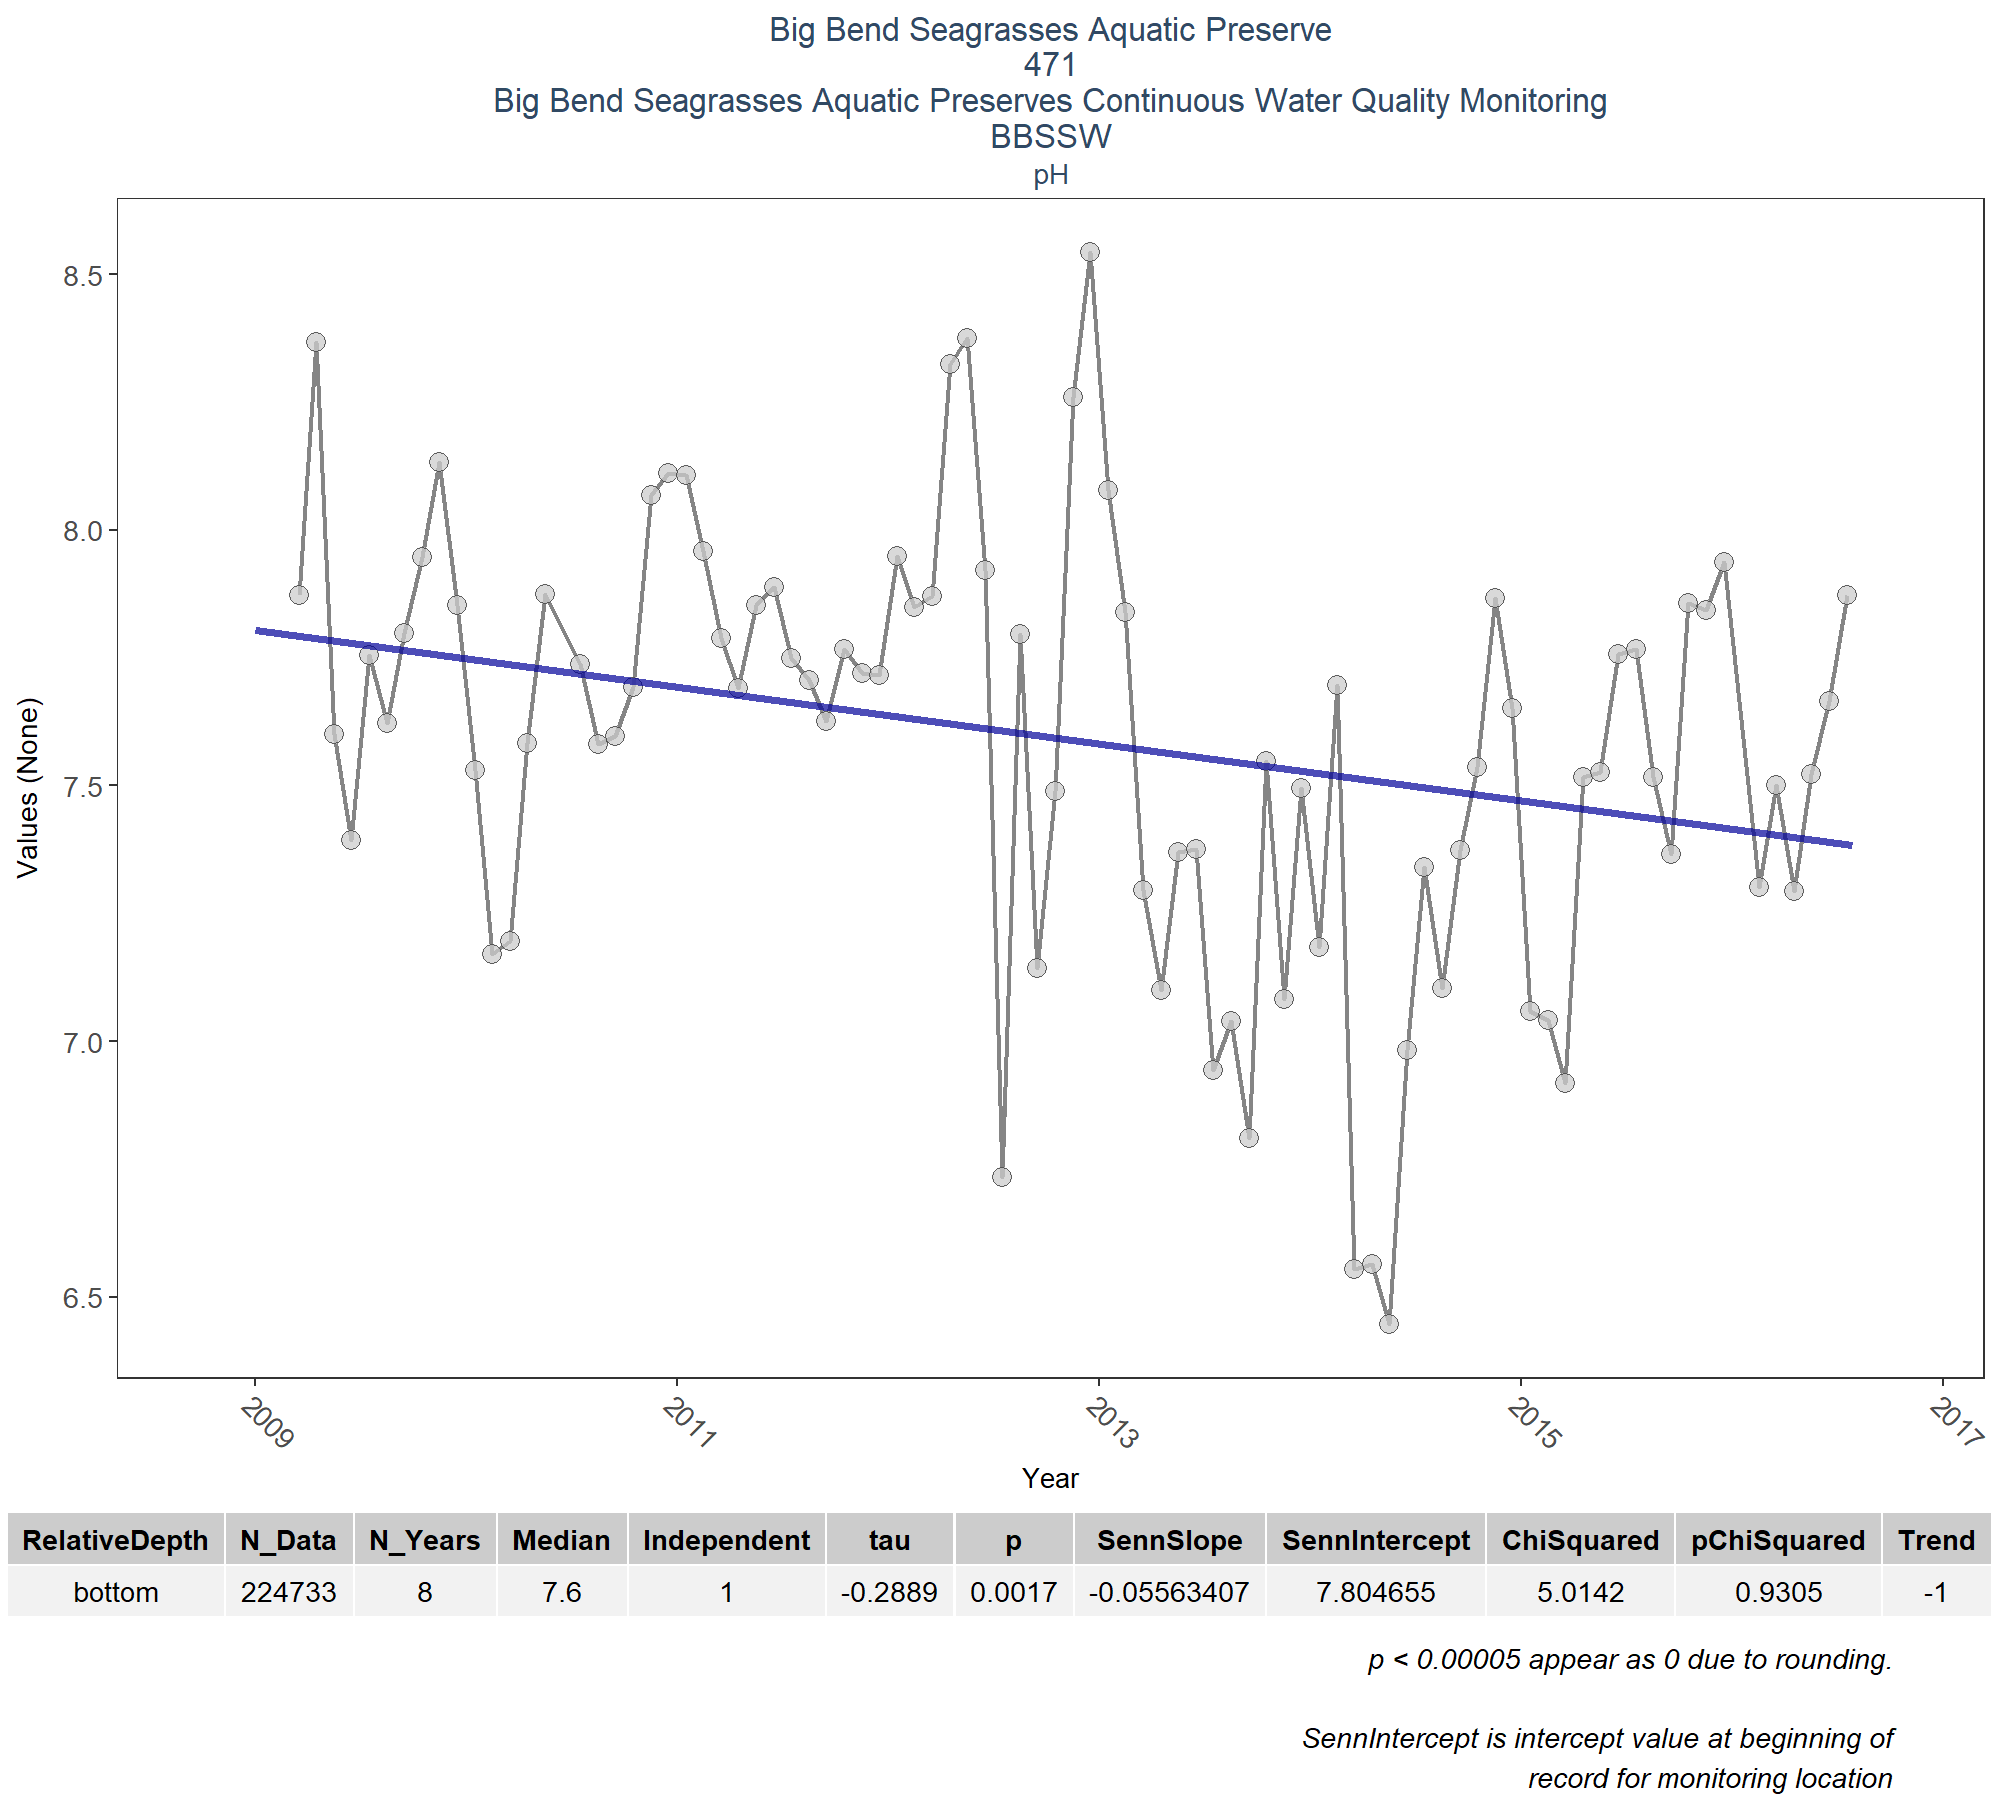 Big Bend Seagrasses Aquatic Preserve
471
Big Bend Seagrasses Aquatic Preserves Continuous Water Quality Monitoring
BBSSW
pH
8.5
8.0
7.5
7.0
6.5
Values (None)
2009 2011 2013 2015 2017
Year
RelativeDepth N_Data N_Years Median Independent tau p SennSlope SennIntercept ChiSquared pChiSquared Trend
bottom 224733 8 7.6 1 -0.2889 0.0017 -0.05563407 7.804655 5.0142 0.9305 -1
p < 0.00005 appear as 0 due to rounding.
SennIntercept is intercept value at beginning of
record for monitoring location